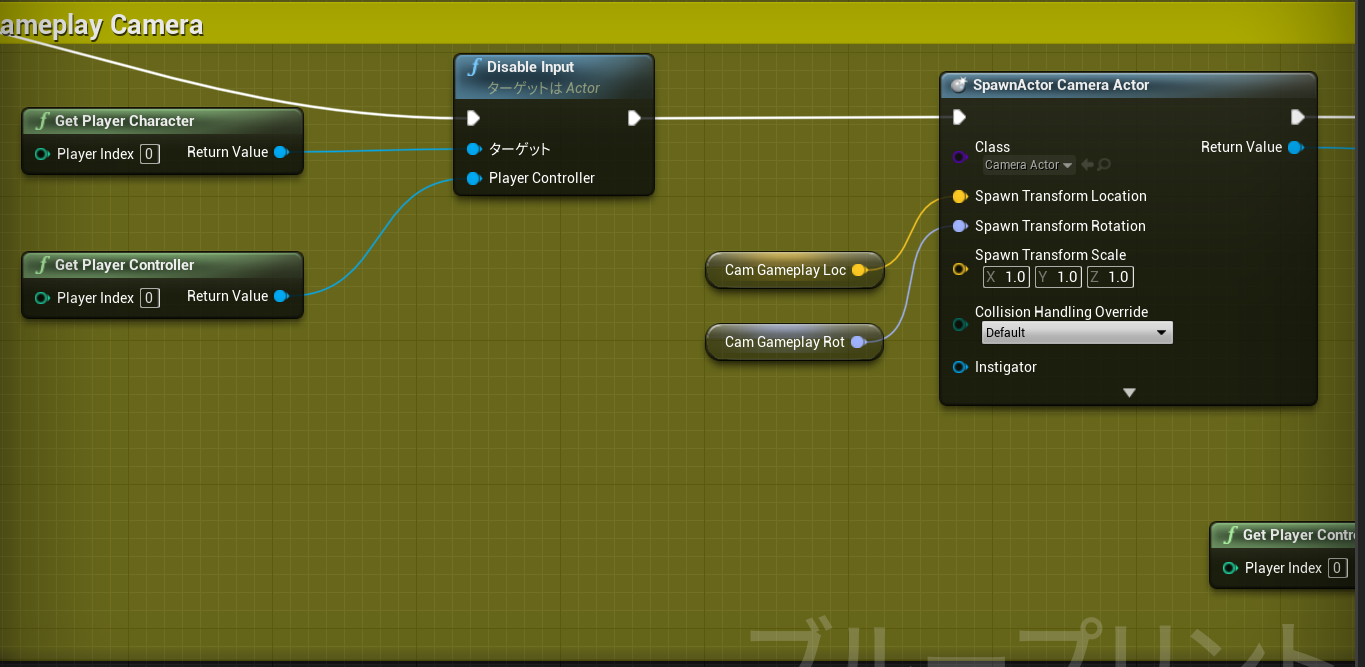 ameplay Camera
Disable Input
ターゲットは Actor
ターゲット
Player Controller
Get Player Character
Player Index 0
Return Value
Get Player Controller
Player Index 0
Return Value
Cam Gameplay Loc
Cam Gameplay Rot
SpawnActor Camera Actor
Class
Camera Actor
Return Value
Spawn Transform Location
Spawn Transform Rotation
Spawn Transform Scale
X 1.0 Y 1.0 Z 1.0
Collision Handling Override
Default
Instigator
Get Player Contr
Player Index 0
ブループリント